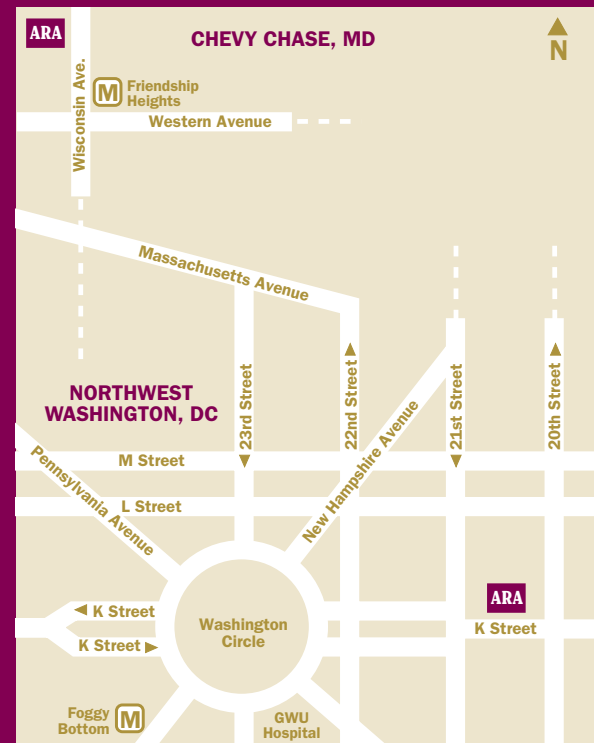 ARA
CHEVY CHASE, MD
N
Wisconsin Ave.
M
Friendship
Heights
Western Avenue
Massachusetts Avenue
NORTHWEST
WASHINGTON, DC
23rd Street
22nd Street
21st Street
20th Street
New Hampshire Avenue
M Street
Pennsylvania Avenue
L Street
K Street
K Street
Washington
Circle
ARA
K Street
Foggy
Bottom
M
GWU
Hospital